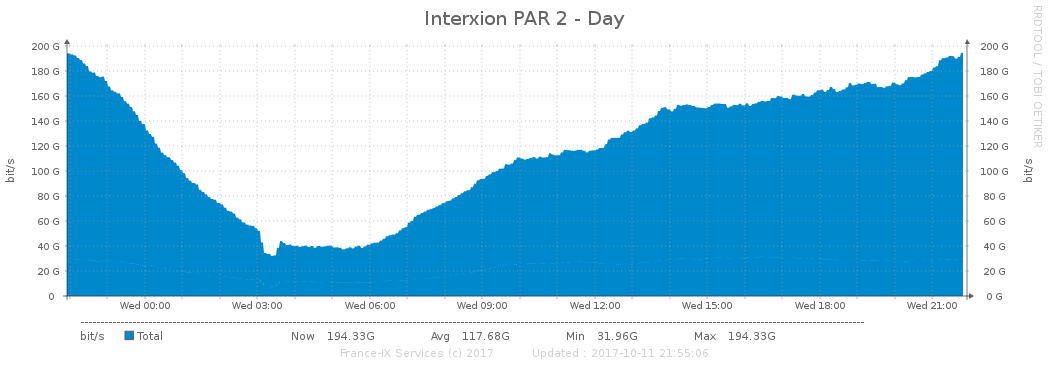 Interxion PAR 2 - Day
RRDTOOL / TOBI OETIKER
bit/s
bit/s
200 G 200 G
180 G 180 G
160 G 160 G
140 G 140 G
120 G 120 G
100 G 100 G
80 G 80 G
60 G 60 G
40 G 40 G
20 G 20 G
0 0 G
Wed 00:00 Wed 03:00 Wed 06:00 Wed 09:00 Wed 12:00 Wed 15:00 Wed 18:00 Wed 21:00
bit/s Total Now 194.33G Avg 117.68G Min 31.96G Max 194.33G
France-IX Services (c) 2017 Updated : 2017-10-11 21:55:06